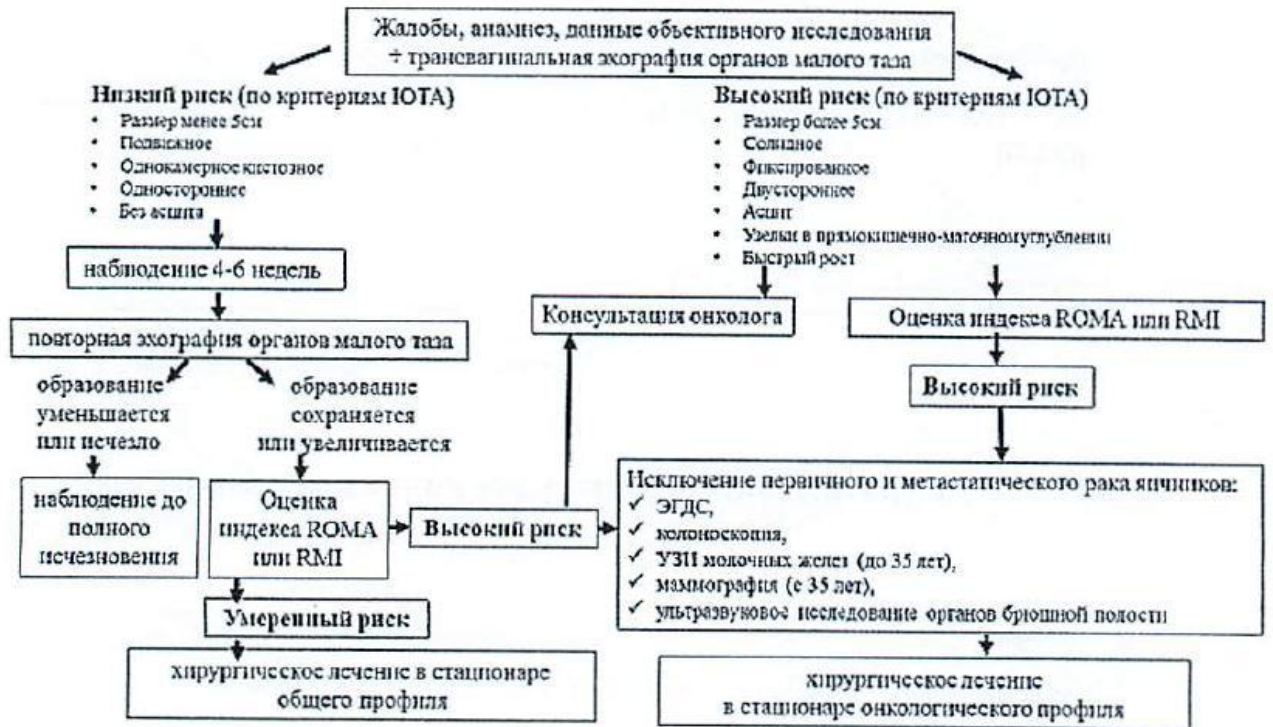 Жалобы, анамнез, данные объективного исследования
+ трансвагинальная эхография органов малого таза
Низкий риск (по критериям IOTA)
• Размер менее 5см
• Подвижное
• Однокамерное кистозное
• Одностороннее
• Без асцита
Высокий риск (по критериям IOTA)
• Размер более 5см
• Солидное
• Фиксированное
• Двустороннее
• Асцит
• Узелки в прямокишечно-маточном углублении
• Быстрый рост
наблюдение 4-6 недель
Консультация онколога
Оценка индекса ROMA или RMI
повторная эхография органов малого таза
Высокий риск
образование
уменьшается
или исчезло
образование
сохраняется
или увеличивается
наблюдение до
полного
исчезновения
Оценка
индекса ROMA
или RMI
Высокий риск
Исключение первичного и метастатического рака яичников:
✓ ЭГДС,
✓ колоноскопия,
✓ УЗИ молочных желез (до 35 лет),
✓ маммография (с 35 лет),
✓ ультразвуковое исследование органов брюшной полости
Умеренный риск
хирургическое лечение в стационаре
общего профиля
хирургическое лечение
в стационаре онкологического профиля